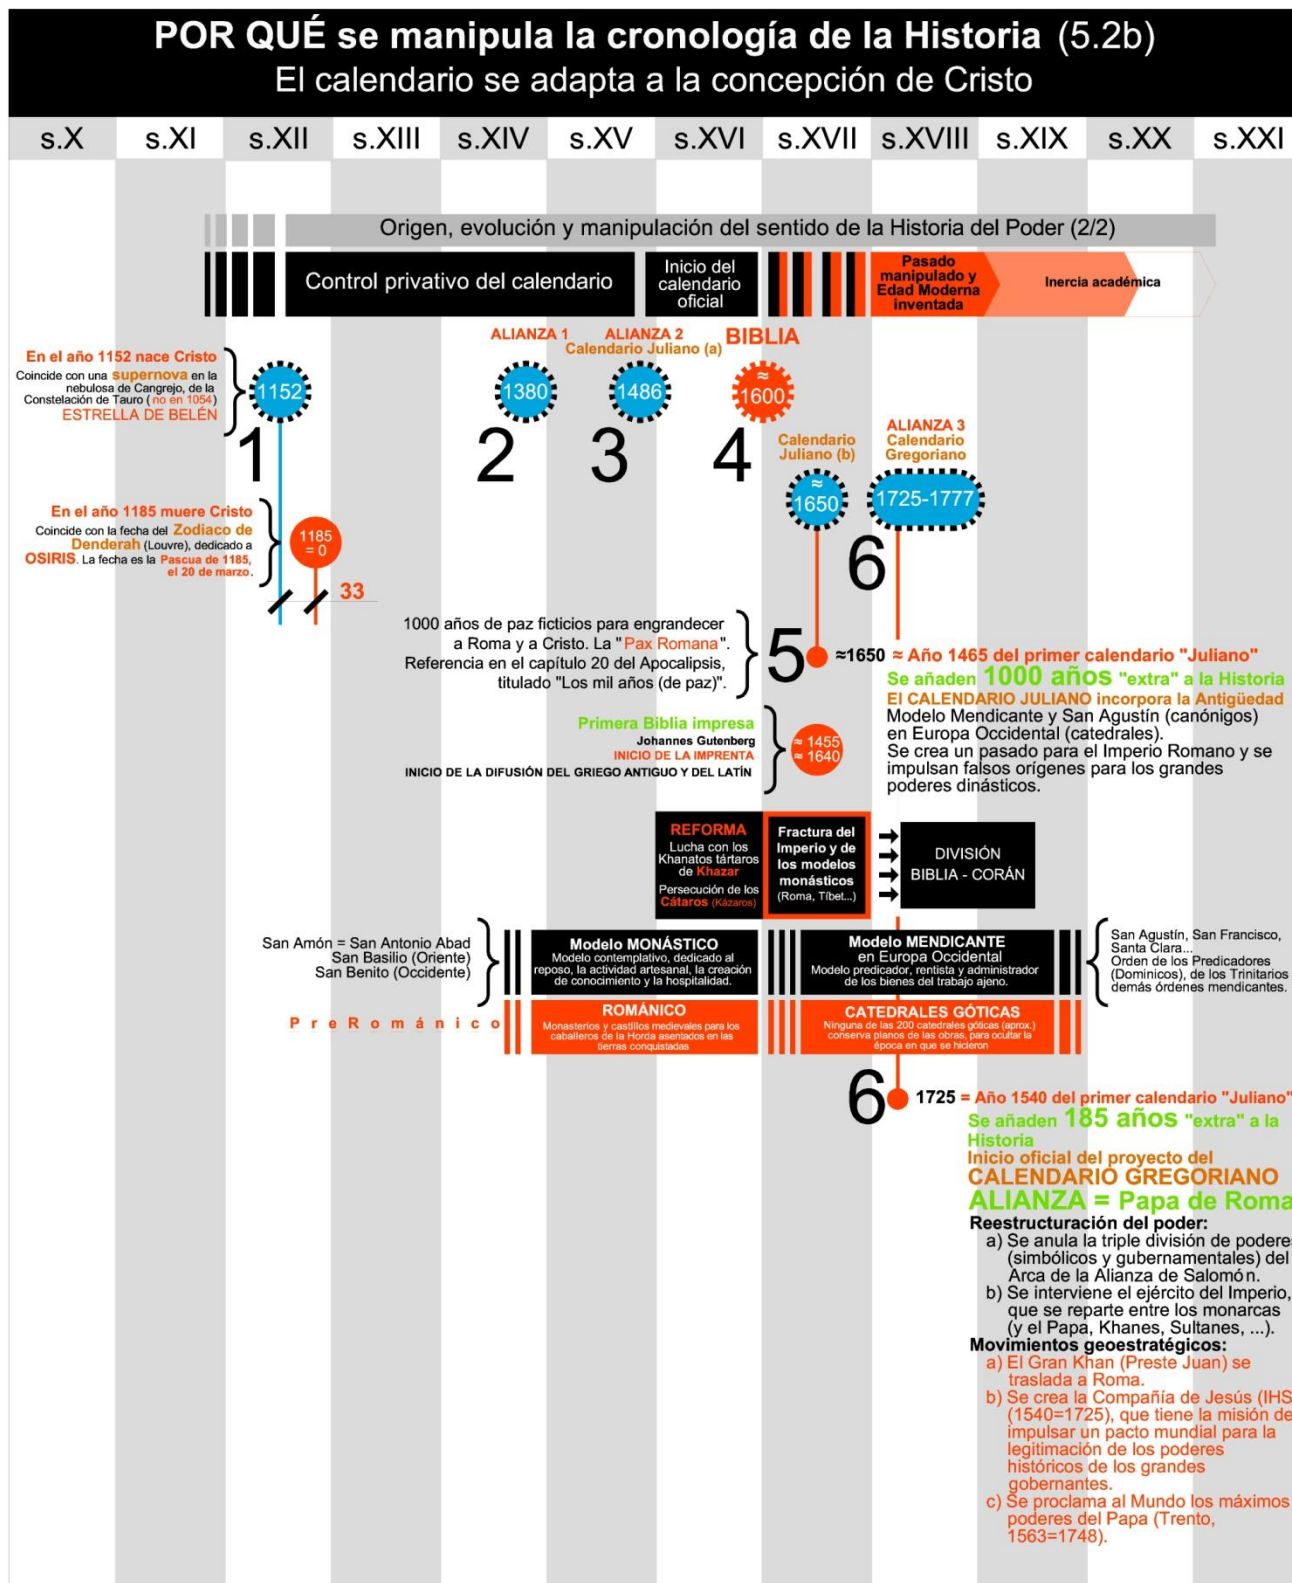 POR QUÉ se manipula la cronología de la Historia (5.2b)
El calendario se adapta a la concepción de Cristo
s.X s.XI s.XII s.XIII s.XIV s.XV s.XVI s.XVII s.XVIII s.XIX s.XX s.XXI
Origen, evolución y manipulación del sentido de la Historia del Poder (2/2)
Control privativo del calendario
Inicio del
calendario
oficial
Pasado
manipulado y
Edad Moderna
inventada
Inercia académica
En el año 1152 nace Cristo
Coincide con una supernova en la
nebulosa de Cangrejo, de la
Constelación de Tauro ( no en 1054)
ESTRELLA DE BELÉN
1152
1
ALIANZA 1
1380
2
ALIANZA 2
Calendario Juliano (a)
1486
3
BIBLIA
≈
1600
4
Calendario
Juliano (b)
≈
1650
ALIANZA 3
Calendario
Gregoriano
1725-1777
6
En el año 1185 muere Cristo
Coincide con la fecha del Zodiaco de
Denderah (Louvre), dedicado a
OSIRIS. La fecha es la Pascua de 1185,
el 20 de marzo.
1185
= 0
33
1000 años de paz ficticios para engrandecer
a Roma y a Cristo. La "Pax Romana".
Referencia en el capítulo 20 del Apocalipsis,
titulado "Los mil años (de paz)".
5
≈1650 ≈ Año 1465 del primer calendario "Juliano"
Se añaden 1000 años "extra" a la Historia
El CALENDARIO JULIANO incorpora la Antigüedad
Modelo Mendicante y San Agustín (canónigos)
en Europa Occidental (catedrales).
Se crea un pasado para el Imperio Romano y se
impulsan falsos orígenes para los grandes
poderes dinásticos.
Primera Biblia impresa
Johannes Gutenberg
INICIO DE LA IMPRENTA
INICIO DE LA DIFUSIÓN DEL GRIEGO ANTIGUO Y DEL LATÍN
≈ 1455
≈ 1640
REFORMA
Lucha con los
Khanatos tártaros
de Khazar
Persecución de los
Cátaros (Kázaros)
Fractura del
Imperio y de
los modelos
monásticos
(Roma, Tíbet...)
DIVISIÓN
BIBLIA - CORÁN
San Amón = San Antonio Abad
San Basilio (Oriente)
San Benito (Occidente)
Modelo MONÁSTICO
Modelo contemplativo, dedicado al
reposo, la actividad artesanal, la creación
de conocimiento y la hospitalidad.
Modelo MENDICANTE
en Europa Occidental
Modelo predicador, rentista y administrador
de los bienes del trabajo ajeno.
San Agustín, San Francisco,
Santa Clara...
Orden de los Predicadores
(Dominicos), de los Trinitarios
demás órdenes mendicantes.
PreRománico
ROMÁNICO
Monasterios y castillos medievales para los
caballeros de la Horda asentados en las
tierras conquistadas
CATEDRALES GÓTICAS
Ninguna de las 200 catedrales góticas (aprox.)
conserva planos de las obras, para ocultar la
época en que se hicieron
6
1725 = Año 1540 del primer calendario "Juliano"
Se añaden 185 años "extra" a la
Historia
Inicio oficial del proyecto del
CALENDARIO GREGORIANO
ALIANZA = Papa de Roma
Reestructuración del poder:
a) Se anula la triple división de poderes
(simbólicos y gubernamentales) del
Arca de la Alianza de Salomón.
b) Se interviene el ejército del Imperio,
que se reparte entre los monarcas
(y el Papa, Khanes, Sultanes, ...).
Movimientos geoestratégicos:
a) El Gran Khan (Preste Juan) se
traslada a Roma.
b) Se crea la Compañía de Jesús (IHS
(1540=1725), que tiene la misión de
impulsar un pacto mundial para la
legitimación de los poderes
históricos de los grandes
gobernantes.
c) Se proclama al Mundo los máximos
poderes del Papa (Trento,
1563=1748).